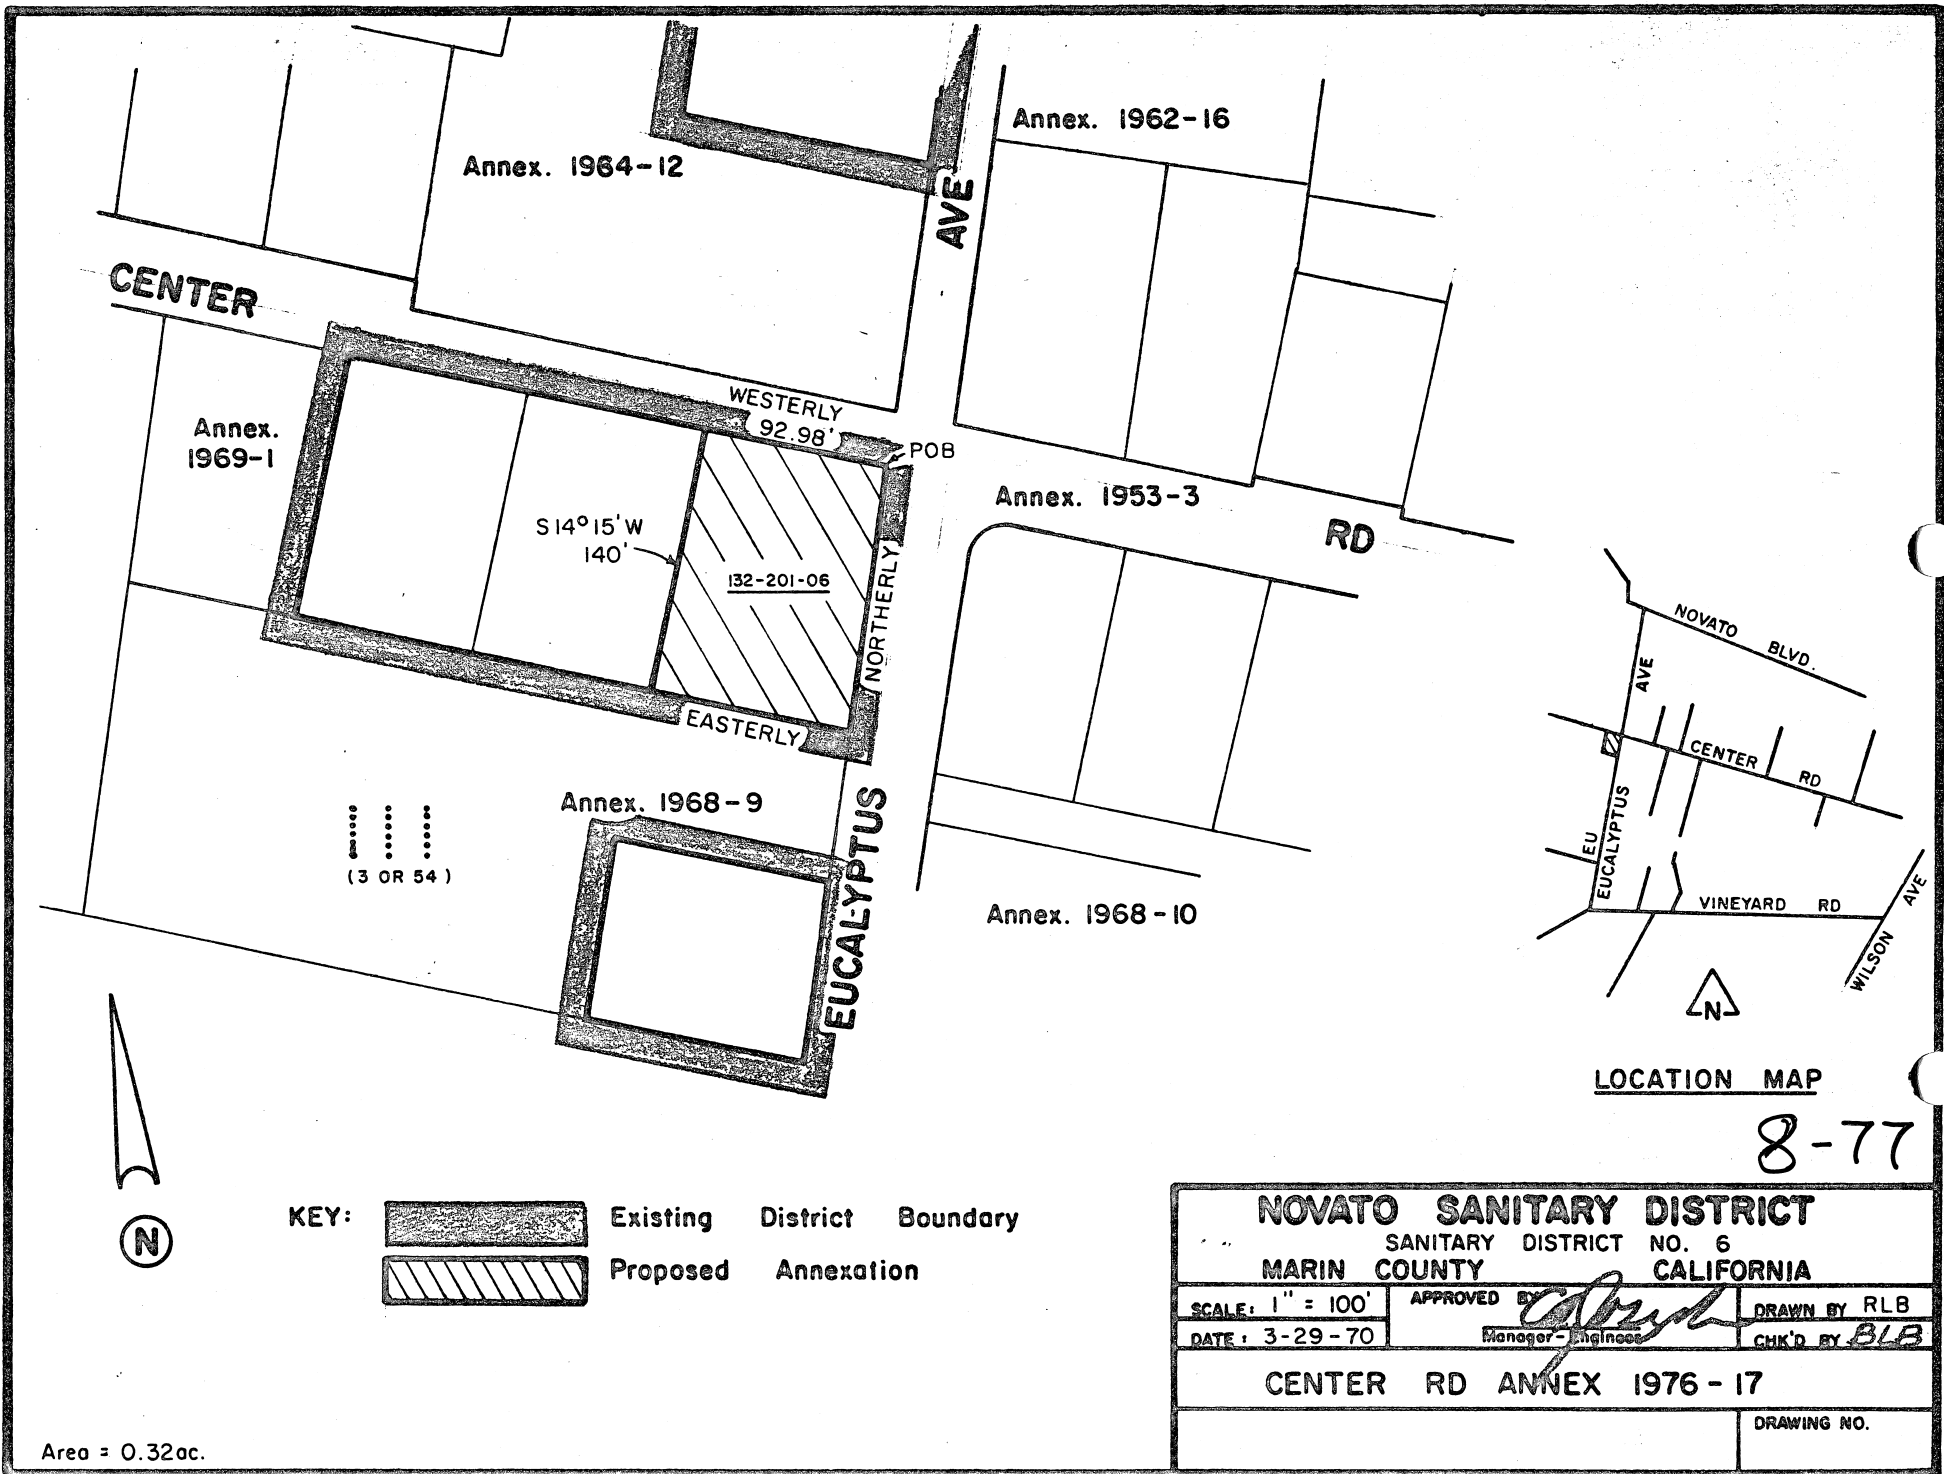 Annex. 1962-16
Annex. 1964-12
AVE
CENTER
WESTERLY
92.98'
POB
Annex.
1969-1
Annex. 1953-3
RD
S14°15'W
140'
132-201-06
NORTHERLY
EASTERLY
Annex. 1968-9
(3 OR 54)
EUCALYPTUS
Annex. 1968-10
NOVATO BLVD.
AVE
CENTER RD
EU
EUCALYPTUS
VINEYARD RD
WILSON AVE
N
LOCATION MAP
8-77
N
KEY:
Existing District Boundary
Proposed Annexation
NOVATO SANITARY DISTRICT
SANITARY DISTRICT NO. 6
MARIN COUNTY CALIFORNIA
SCALE: 1" = 100'
APPROVED BY
DRAWN BY RLB
DATE: 3-29-70
Manager-Engineer
CHK'D BY BLB
CENTER RD ANNEX 1976-17
DRAWING NO.
Area = 0.32ac.